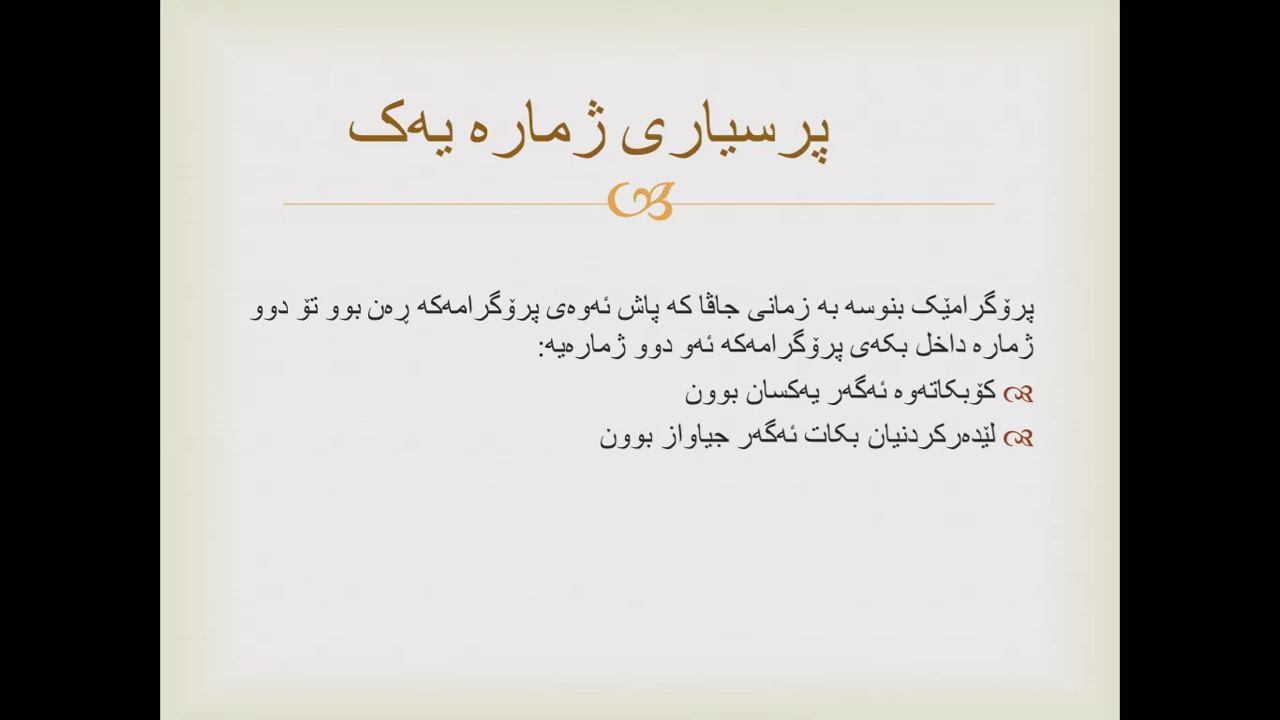 پرسیاری ژمارە یەک
پرۆگرامێک بنوسە بە زمانی جاڤا کە پاش ئەوەی پرۆگرامەکە ڕەن بوو تۆ دوو
ژمارە داخل بکەی پرۆگرامەکە ئەو دوو ژمارەیە:
کۆبکاتەوە ئەگەر یەکسان بوون
لێدەرکردنیان بکات ئەگەر جیاواز بوون